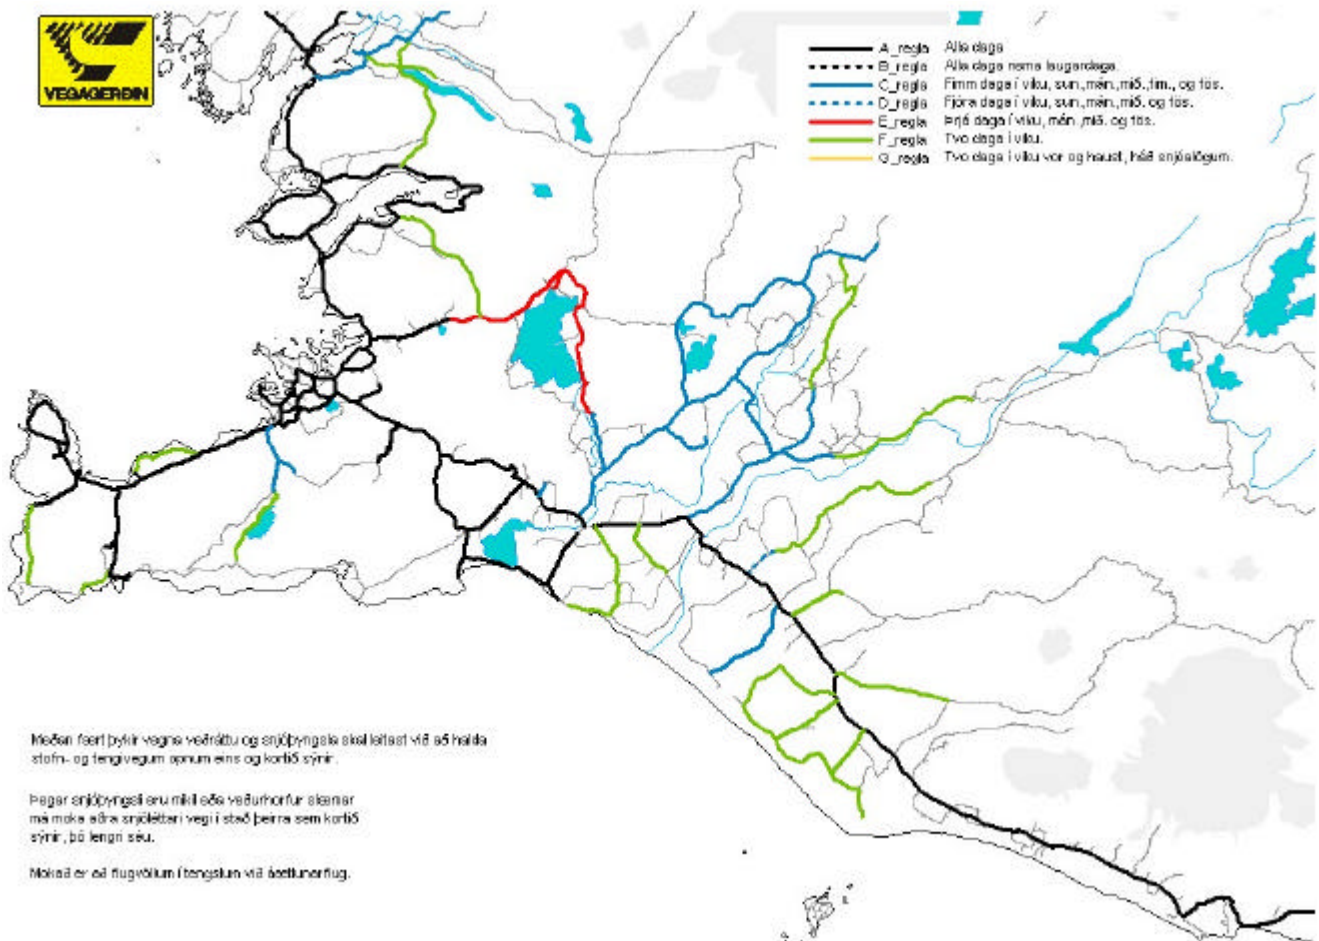 VEGAGERÐIN
A_regla Alla daga
B_regla Alla daga nema laugardaga.
C_regla Fimm daga í viku, sun.,mán.,mið.,fim., og fös.
D_regla Fjóra daga í viku, sun.,mán.,mið. og fös.
E_regla Þrjá daga í viku, mán.,mið. og fös.
F_regla Tvo daga í viku.
G_regla Tvo daga í viku vor og haust, háð snjóalögum.
Meðan fært þykir vegna veðráttu og snjóþyngsla skal leitast við að halda
stofn- og tengivegum opnum eins og kortið sýnir.
Þegar snjóþyngsli eru mikil eða veðurhorfur slæmar
má moka aðra snjóléttari vegi í stað þeirra sem kortið
sýnir, þó lengri séu.
Mokað er að flugvöllum í tengslum við áætlunarflug.